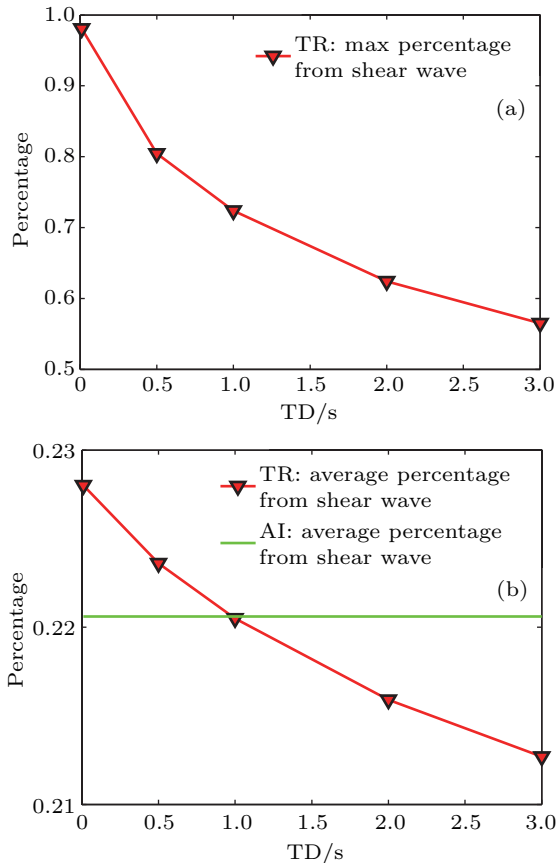 1.0
TR: max percentage
from shear wave
0.9
(a)
Percentage
0.8
0.7
0.6
0.5
0 0.5 1.0 1.5 2.0 2.5 3.0
TD/s
0.23
TR: average percentage
from shear wave
AI: average percentage
from shear wave
(b)
Percentage
0.22
0.21
0 0.5 1.0 1.5 2.0 2.5 3.0
TD/s